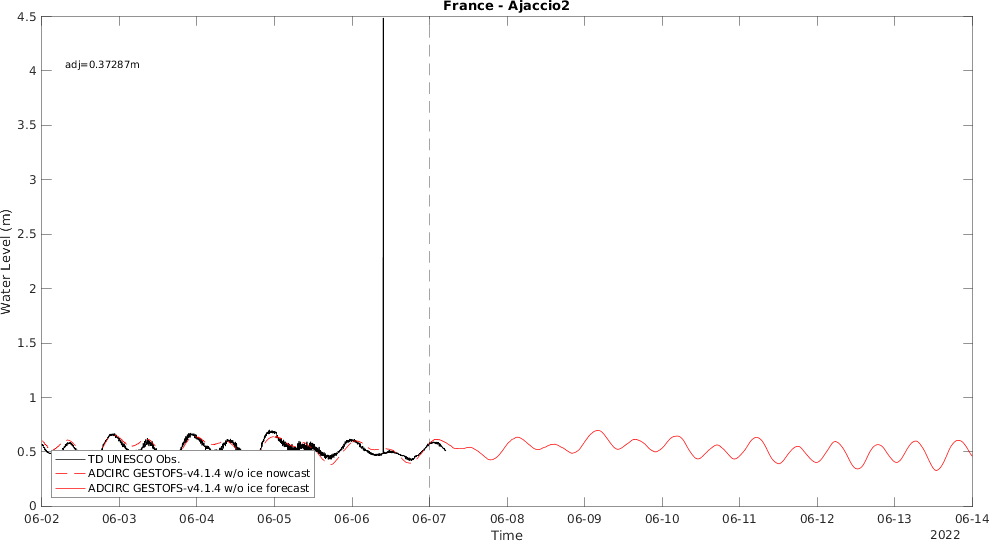 France - Ajaccio2
4.5
4
3.5
3
2.5
2
1.5
1
0.5
0
Water Level (m)
adj=0.37287m
TD UNESCO Obs.
ADCIRC GESTOFS-v4.1.4 w/o ice nowcast
ADCIRC GESTOFS-v4.1.4 w/o ice forecast
06-02 06-03 06-04 06-05 06-06 06-07 06-08 06-09 06-10 06-11 06-12 06-13 06-14
Time
2022